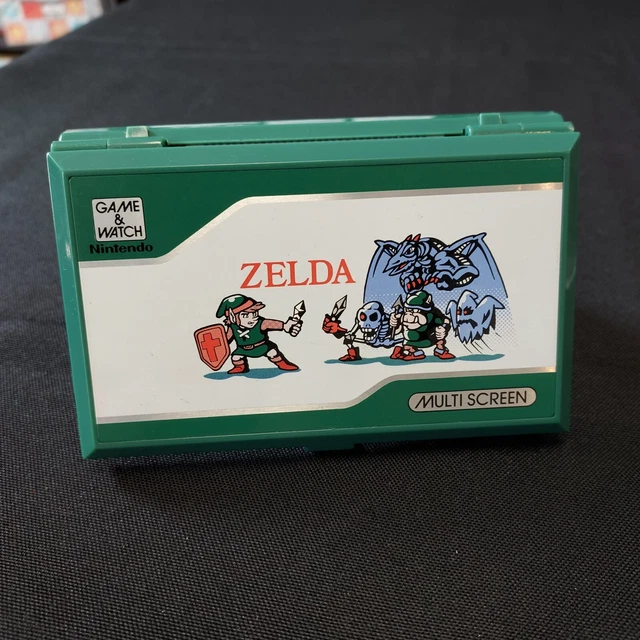 GAME
&
WATCH
Nintendo
ZELDA
MULTI SCREEN